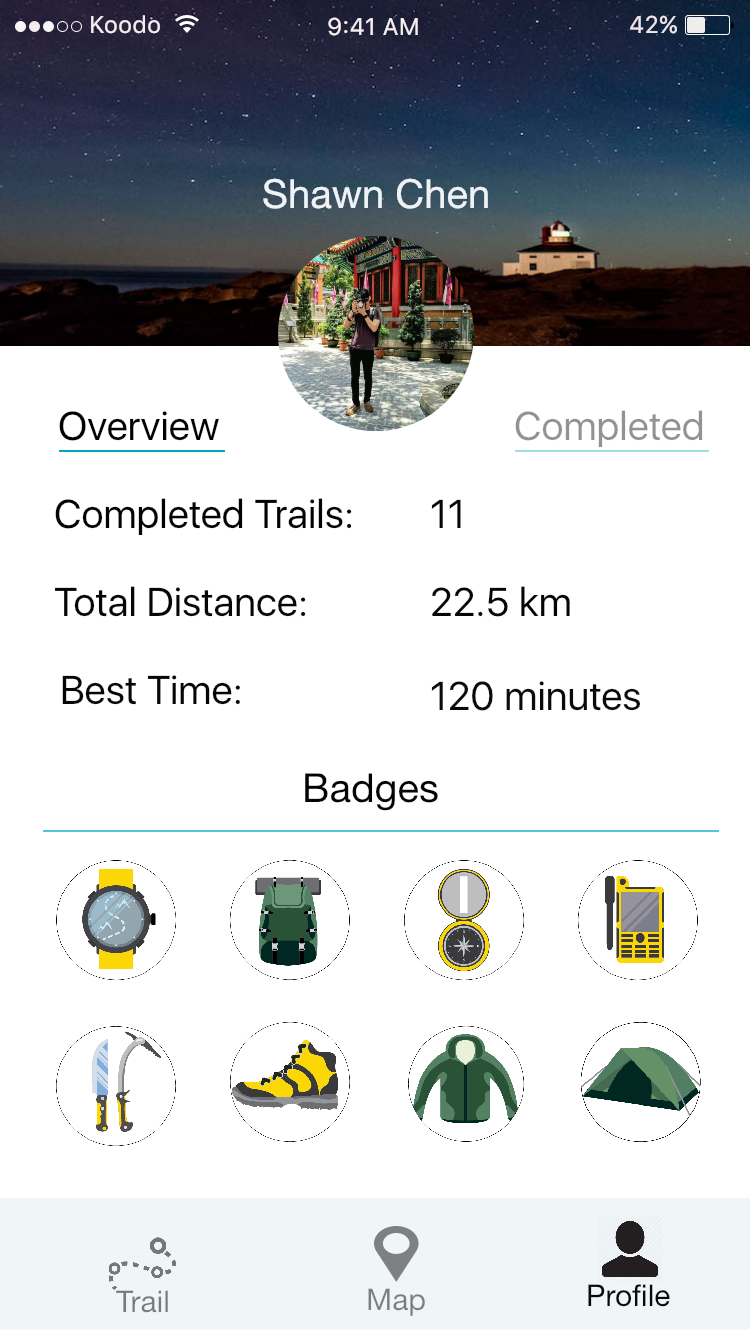 Koodo 9:41 AM 42%
Shawn Chen
Overview Completed
Completed Trails: 11
Total Distance: 22.5 km
Best Time: 120 minutes
Badges
Trail Map Profile